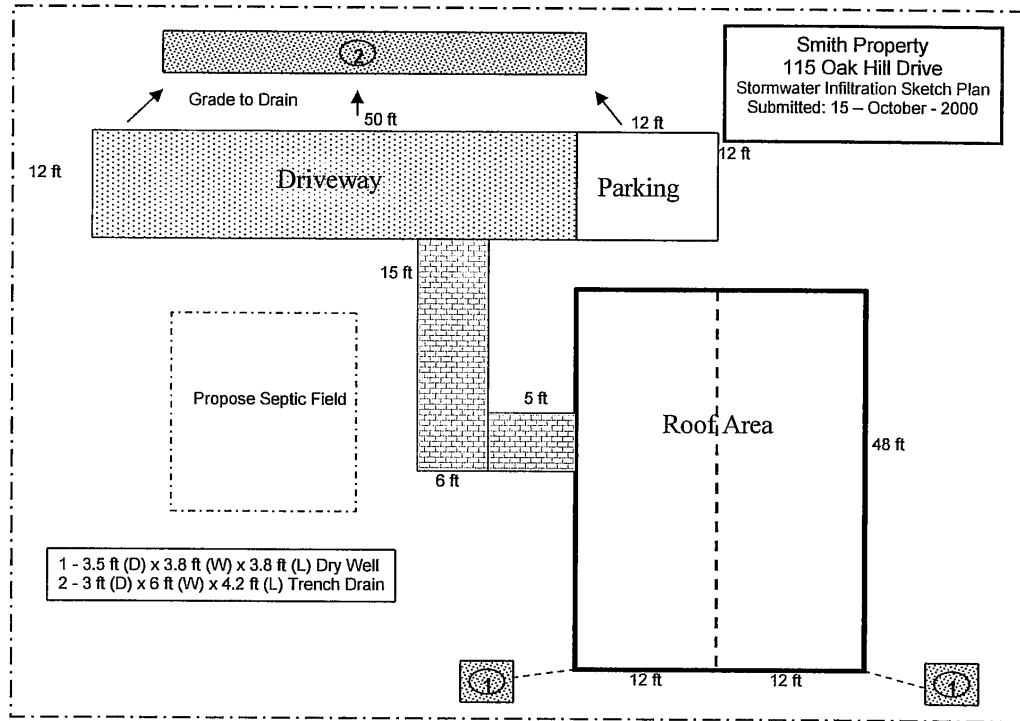 2
Smith Property
115 Oak Hill Drive
Stormwater Infiltration Sketch Plan
Submitted: 15 – October - 2000
Grade to Drain
50 ft
12 ft
12 ft
12 ft
Driveway
Parking
15 ft
Propose Septic Field
5 ft
Roof Area
48 ft
6 ft
1 - 3.5 ft (D) x 3.8 ft (W) x 3.8 ft (L) Dry Well
2 - 3 ft (D) x 6 ft (W) x 4.2 ft (L) Trench Drain
1
12 ft
12 ft
1